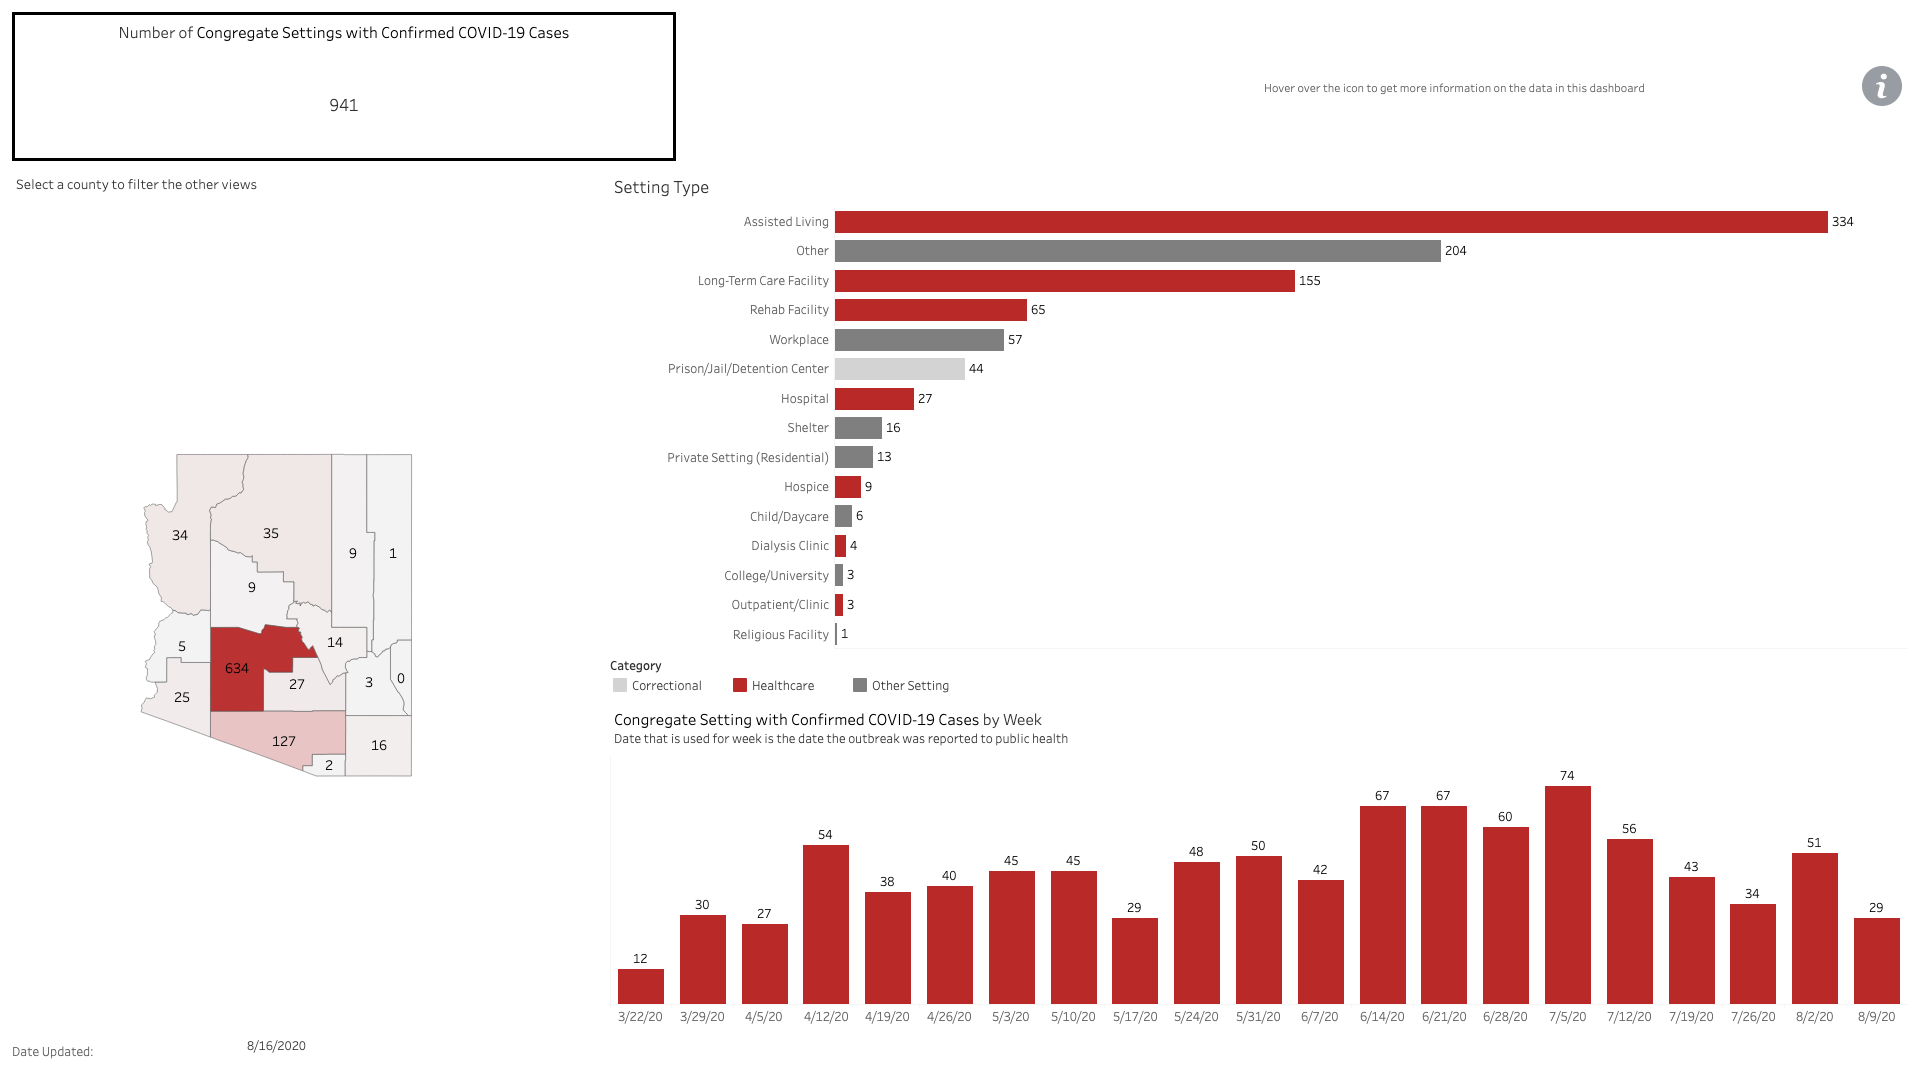 Number of Congregate Settings with Confirmed COVID-19 Cases
941
Hover over the icon to get more information on the data in this dashboard
i
Select a county to filter the other views
34
35
9
1
9
5
14
634
27
3
0
25
127
16
2
Setting Type
Assisted Living 334
Other 204
Long-Term Care Facility 155
Rehab Facility 65
Workplace 57
Prison/Jail/Detention Center 44
Hospital 27
Shelter 16
Private Setting (Residential) 13
Hospice 9
Child/Daycare 6
Dialysis Clinic 4
College/University 3
Outpatient/Clinic 3
Religious Facility 1
Category
Correctional Healthcare Other Setting
Congregate Setting with Confirmed COVID-19 Cases by Week
Date that is used for week is the date the outbreak was reported to public health
12 30 27 54 38 40 45 45 29 48 50 42 67 67 60 74 56 43 34 51 29
3/22/20 3/29/20 4/5/20 4/12/20 4/19/20 4/26/20 5/3/20 5/10/20 5/17/20 5/24/20 5/31/20 6/7/20 6/14/20 6/21/20 6/28/20 7/5/20 7/12/20 7/19/20 7/26/20 8/2/20 8/9/20
Date Updated: 8/16/2020